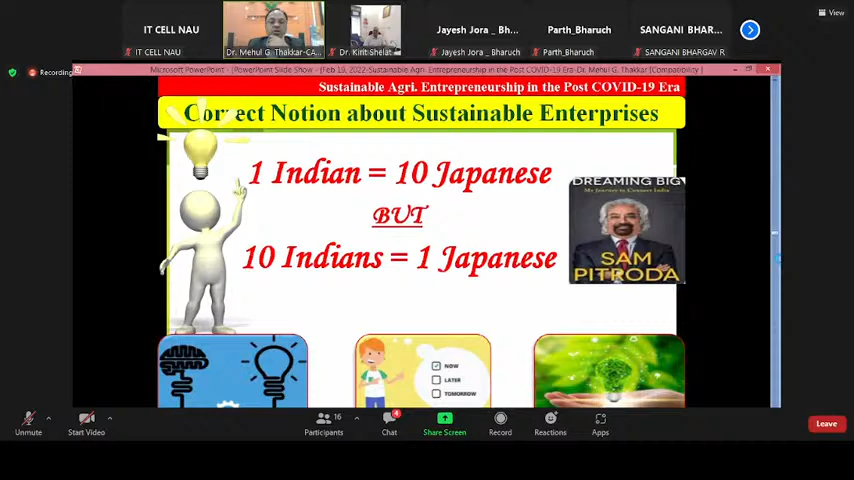 View
IT CELL NAU
Jayesh Jora _ Bh...
Parth_Bharuch
SANGANI BHAR...
IT CELL NAU
Dr. Mehul G. Thakkar-CA...
Dr. Kirit Shelat
Jayesh Jora _ Bharuch
Parth_Bharuch
SANGANI BHARGAV R
Recording
Microsoft PowerPoint - [PowerPoint Slide Show - [Feb 19, 2022-Sustainable Agri. Entrepreneurship in the Post COVID-19 Era-Dr. Mehul G. Thakkar [Compatibility ]
Sustainable Agri. Entrepreneurship in the Post COVID-19 Era
Correct Notion about Sustainable Enterprises
1 Indian = 10 Japanese
BUT
10 Indians = 1 Japanese
DREAMING BIG
My Journey to Connect India
SAM
PITRODA
NOW
LATER
TOMORROW
16
4
Unmute
Start Video
Participants
Chat
Share Screen
Record
Reactions
Apps
Leave